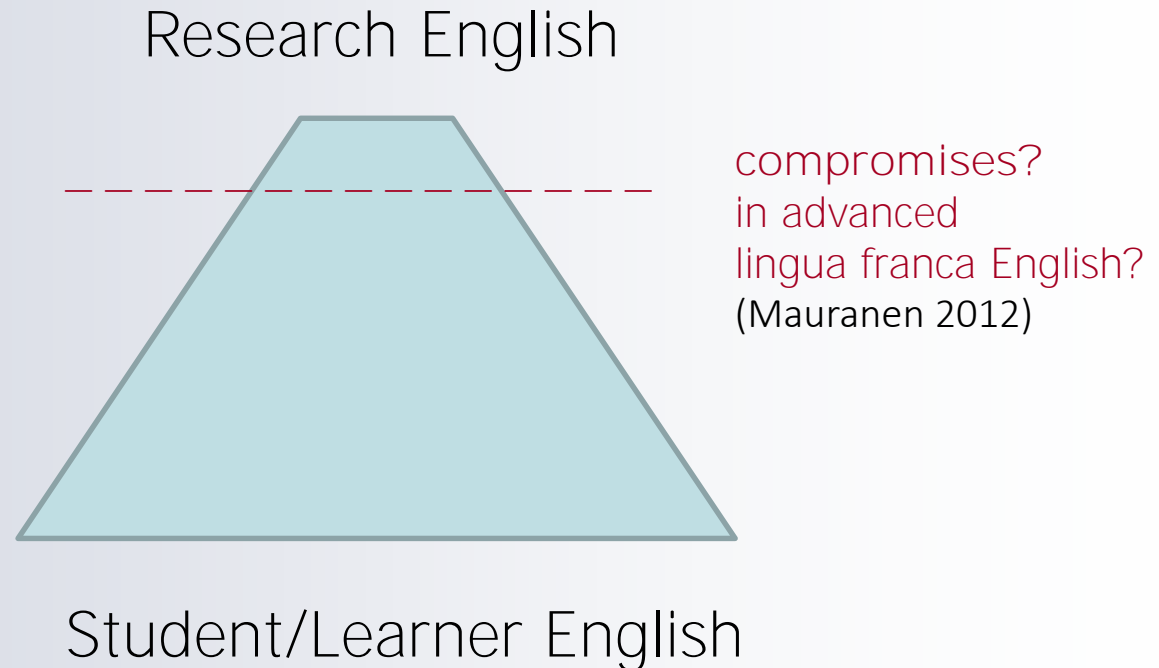 Research English
compromises?
in advanced
lingua franca English?
(Mauranen 2012)
Student/Learner English